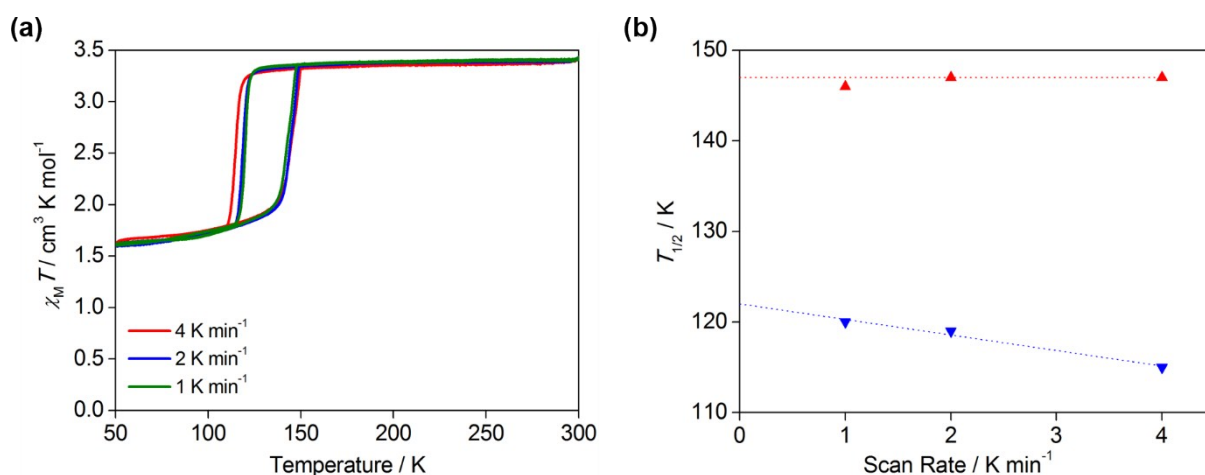 (a)
3.5
3.0
2.5
2.0
1.5
1.0
0.5
0.0
χM T / cm³ K mol⁻¹
4 K min⁻¹
2 K min⁻¹
1 K min⁻¹
50 100 150 200 250 300
Temperature / K
(b)
150
140
130
120
110
T1/2 / K
0 1 2 3 4
Scan Rate / K min⁻¹